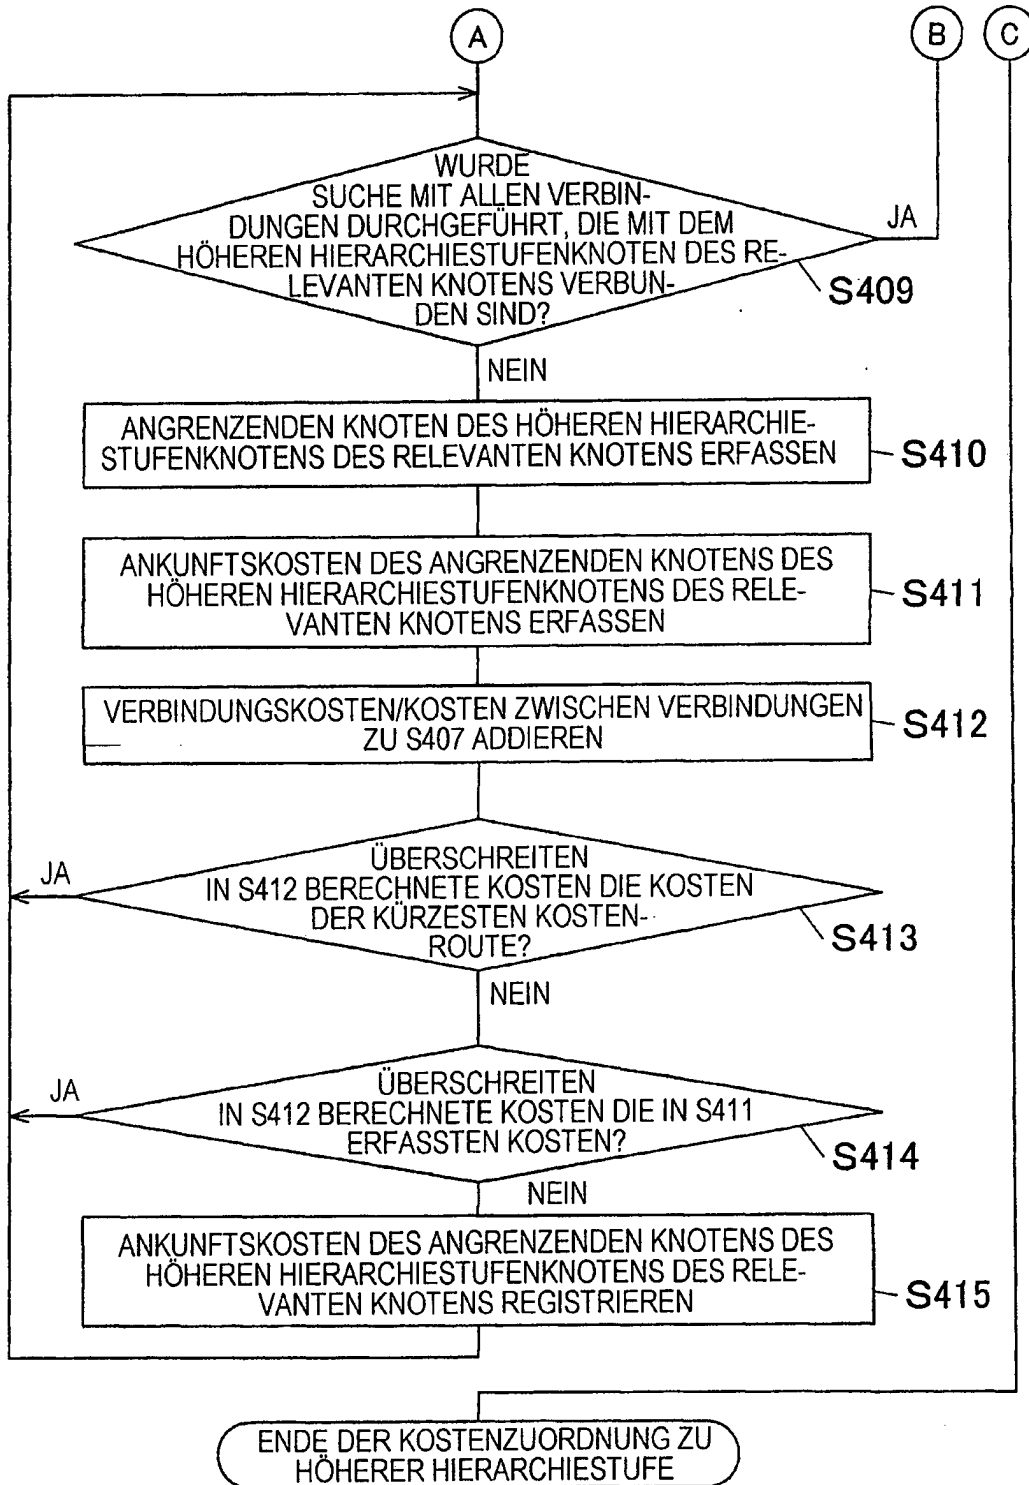 A
B
C
WURDE
SUCHE MIT ALLEN VERBIN-
DUNGEN DURCHGEFÜHRT, DIE MIT DEM
HÖHEREN HIERARCHIESTUFENKNOTEN DES RE-
LEVANTEN KNOTENS VERBUN-
DEN SIND?
JA
S409
NEIN
ANGRENZENDEN KNOTEN DES HÖHEREN HIERARCHIE-
STUFENKNOTENS DES RELEVANTEN KNOTENS ERFASSEN
S410
ANKUNFTSKOSTEN DES ANGRENZENDEN KNOTENS DES
HÖHEREN HIERARCHIESTUFENKNOTENS DES RELE-
VANTEN KNOTENS ERFASSEN
S411
VERBINDUNGSKOSTEN/KOSTEN ZWISCHEN VERBINDUNGEN
ZU S407 ADDIEREN
S412
JA
ÜBERSCHREITEN
IN S412 BERECHNETE KOSTEN DIE KOSTEN
DER KÜRZESTEN KOSTEN-
ROUTE?
S413
NEIN
JA
ÜBERSCHREITEN
IN S412 BERECHNETE KOSTEN DIE IN S411
ERFASSTEN KOSTEN?
S414
NEIN
ANKUNFTSKOSTEN DES ANGRENZENDEN KNOTENS DES
HÖHEREN HIERARCHIESTUFENKNOTENS DES RELE-
VANTEN KNOTENS REGISTRIEREN
S415
ENDE DER KOSTENZUORDNUNG ZU
HÖHERER HIERARCHIESTUFE